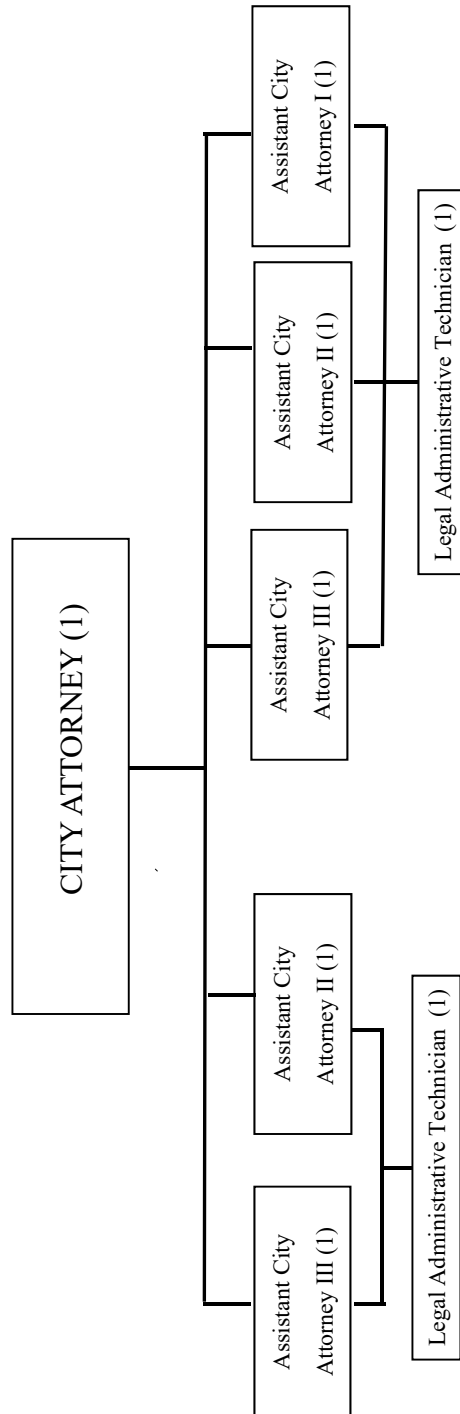 CITY ATTORNEY (1)
Assistant City
Attorney III (1)
Assistant City
Attorney II (1)
Assistant City
Attorney III (1)
Assistant City
Attorney II (1)
Assistant City
Attorney I (1)
Legal Administrative Technician (1)
Legal Administrative Technician (1)